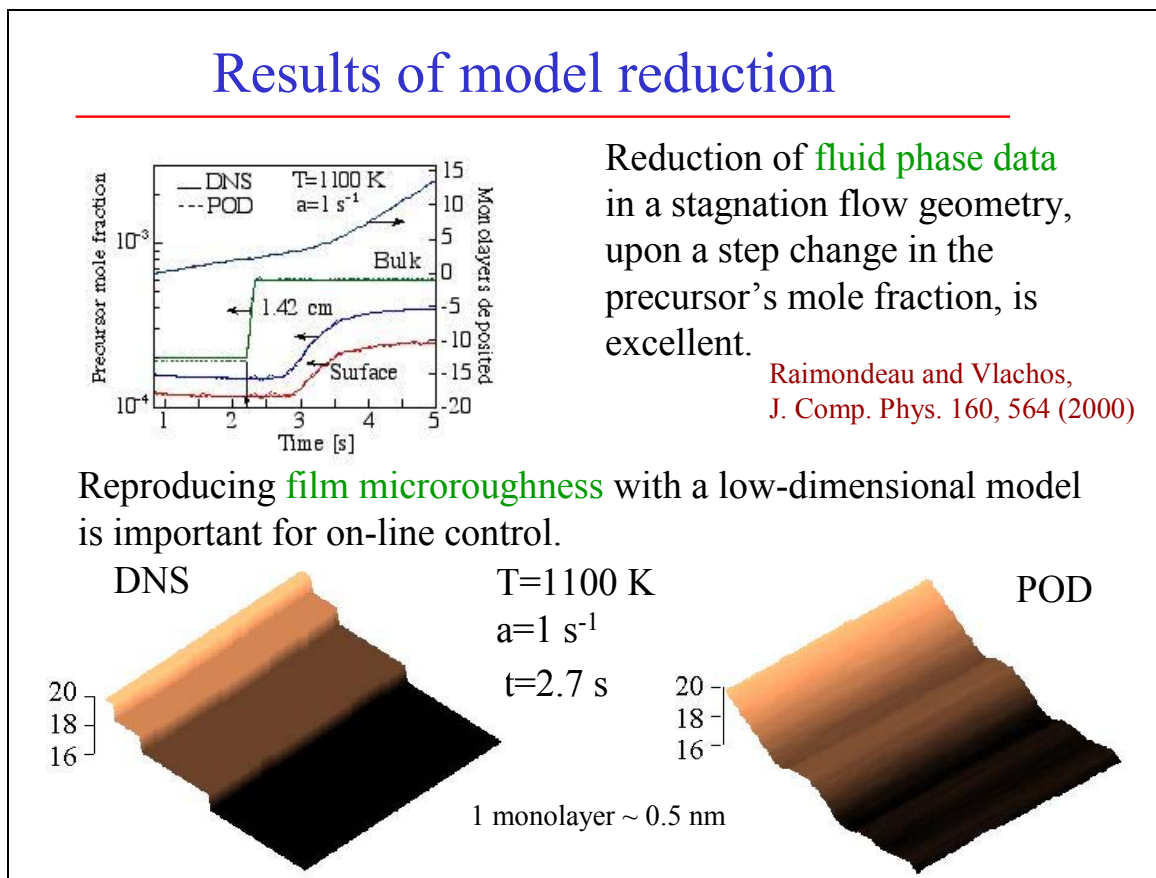 Results of model reduction
DNS
POD
T=1100 K
a=1 s⁻¹
Precursor mole fraction
10⁻³
10⁻⁴
Bulk
1.42 cm
Surface
1
2
3
4
5
Time [s]
15
10
5
0
-5
-10
-15
-20
Monolayers deposited
Reduction of fluid phase data
in a stagnation flow geometry,
upon a step change in the
precursor’s mole fraction, is
excellent.
Raimondeau and Vlachos,
J. Comp. Phys. 160, 564 (2000)
Reproducing film microroughness with a low-dimensional model
is important for on-line control.
DNS
20
18
16
T=1100 K
a=1 s⁻¹
t=2.7 s
POD
20
18
16
1 monolayer ~ 0.5 nm